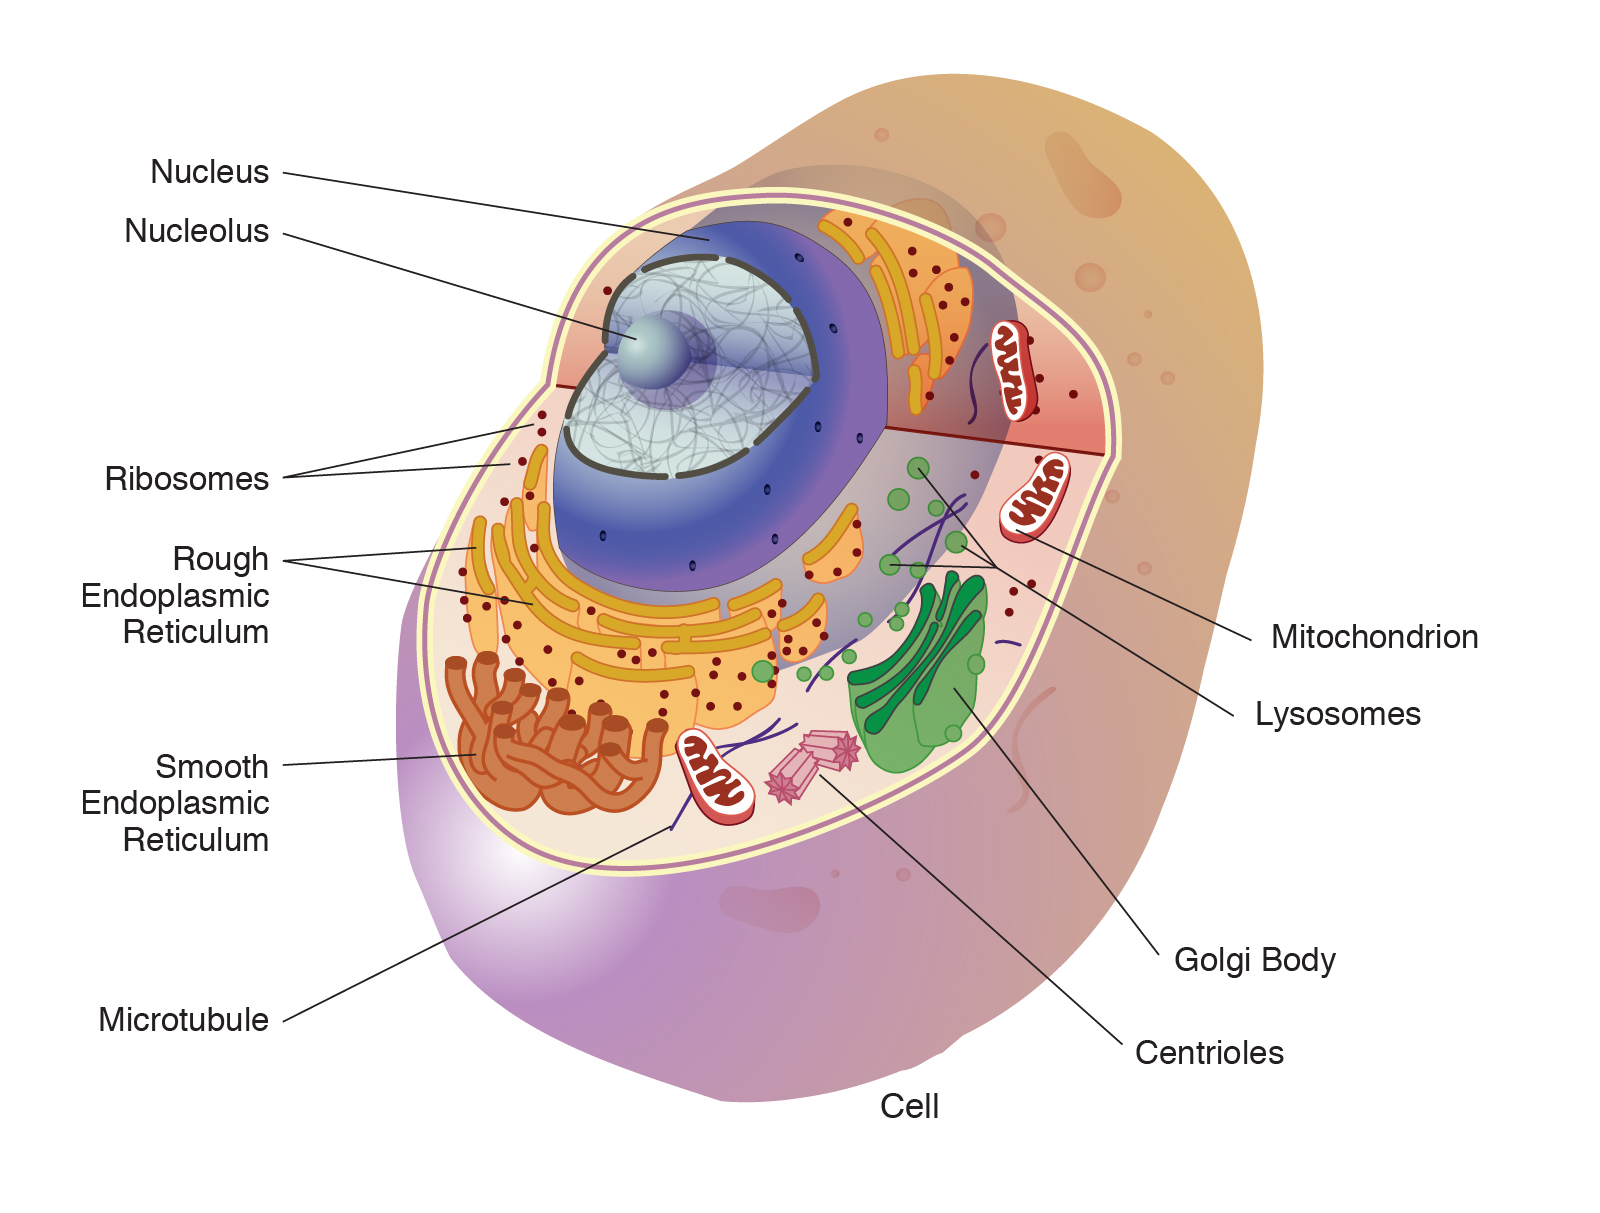 Nucleus
Nucleolus
Ribosomes
Rough
Endoplasmic
Reticulum
Smooth
Endoplasmic
Reticulum
Microtubule
Mitochondrion
Lysosomes
Golgi Body
Centrioles
Cell